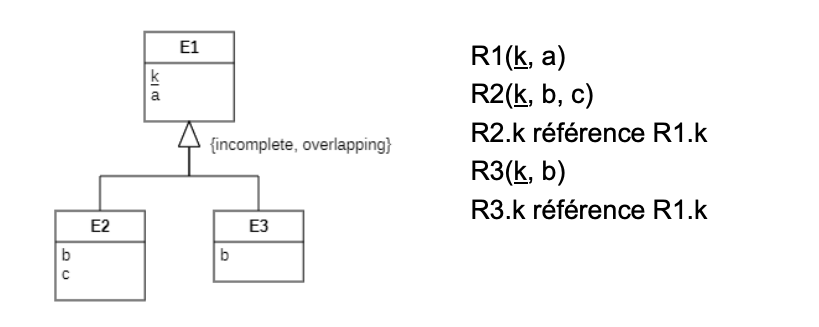 E1
k
a
{incomplete, overlapping}
E2
b
c
E3
b
R1(k, a)
R2(k, b, c)
R2.k référence R1.k
R3(k, b)
R3.k référence R1.k